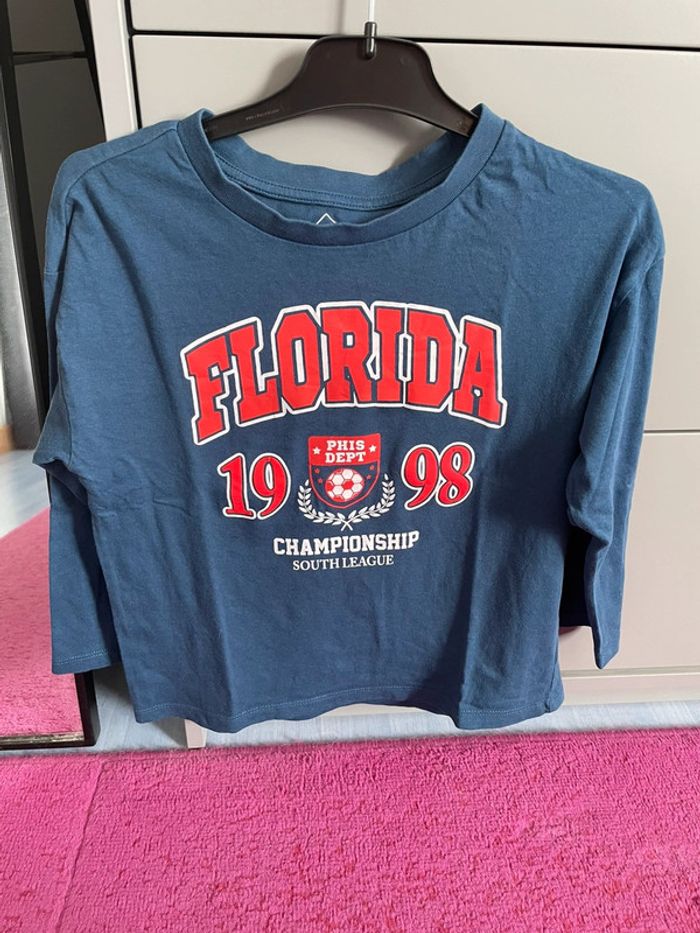 FLORIDA
PHIS
DEPT
19 98
CHAMPIONSHIP
SOUTH LEAGUE